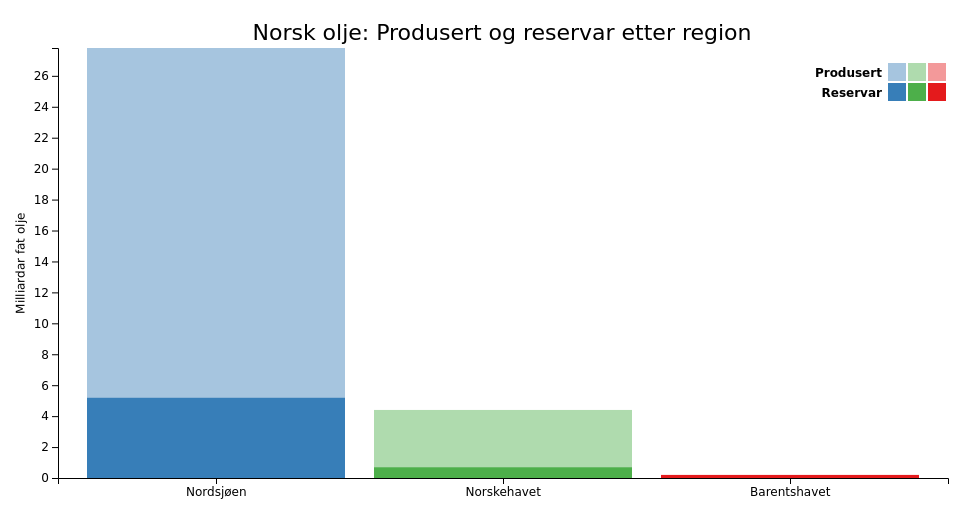 Norsk olje: Produsert og reservar etter region
Produsert
Reservar
Milliardar fat olje
26
24
22
20
18
16
14
12
10
8
6
4
2
0
Nordsjøen
Norskehavet
Barentshavet